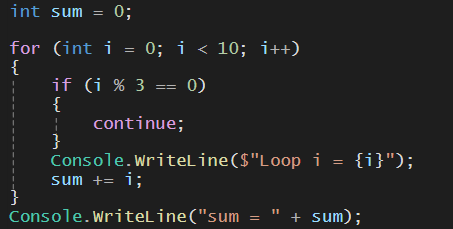 int sum = 0;
for (int i = 0; i < 10; i++)
{
if (i % 3 == 0)
{
continue;
}
Console.WriteLine($"Loop i = {i}");
sum += i;
}
Console.WriteLine("sum = " + sum);